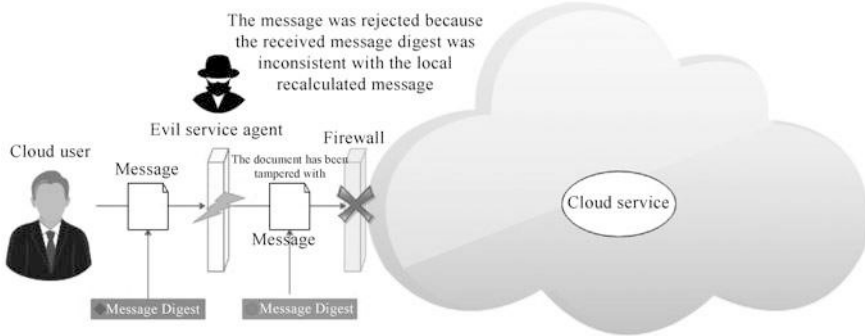 The message was rejected because
the received message digest was
inconsistent with the local
recalculated message
Evil service agent
Firewall
Cloud user
Message
The document has been
tampered with
Message
Cloud service
Message Digest
Message Digest